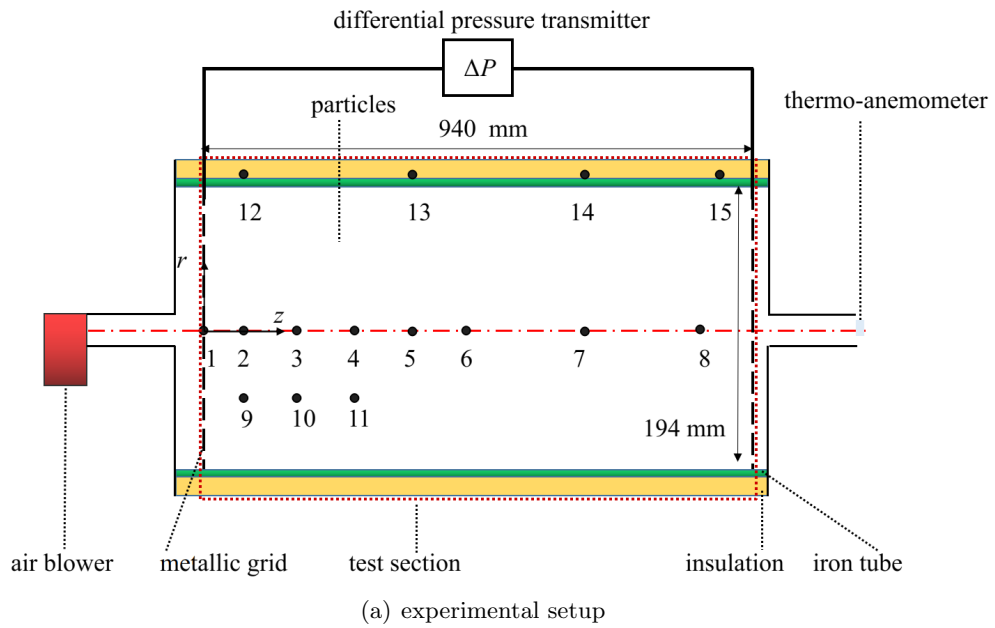 differential pressure transmitter
ΔP
particles
thermo-anemometer
940 mm
12 13 14 15
r
z
1 2 3 4 5 6 7 8
9 10 11
194 mm
air blower metallic grid test section insulation iron tube
(a) experimental setup